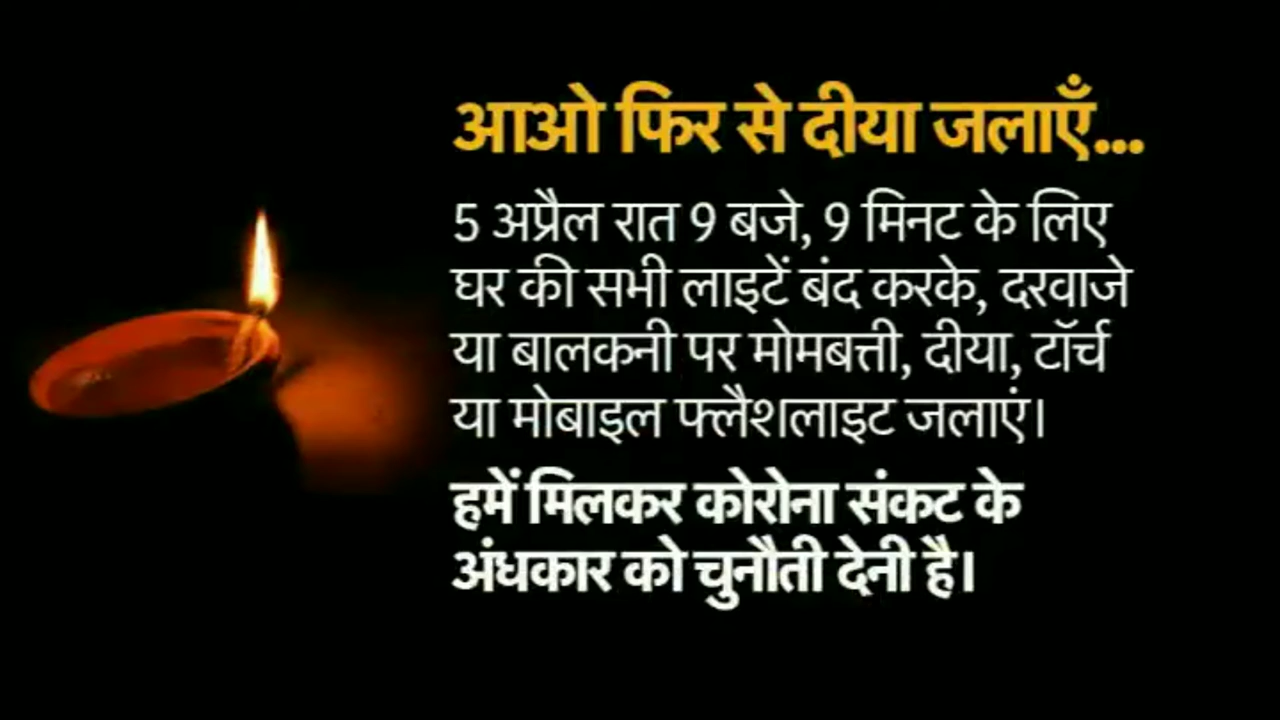 आओ फिर से दीया जलाएँ...
5 अप्रैल रात 9 बजे, 9 मिनट के लिए
घर की सभी लाइटें बंद करके, दरवाजे
या बालकनी पर मोमबत्ती, दीया, टॉर्च
या मोबाइल फ्लैशलाइट जलाएं।
हमें मिलकर कोरोना संकट के
अंधकार को चुनौती देनी है।